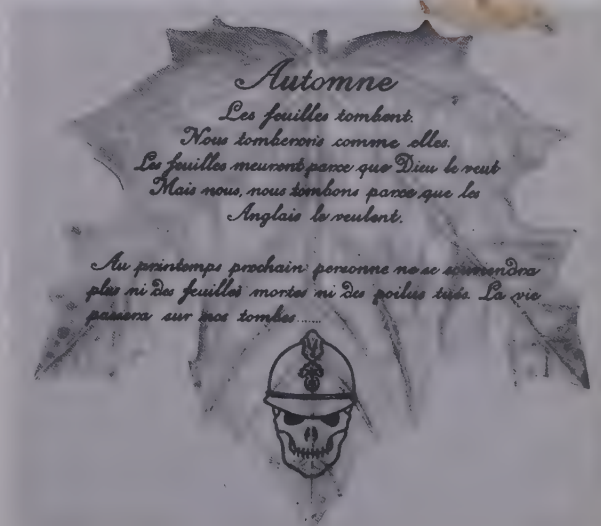 Automne
Les feuilles tombent.
Nous tomberons comme elles.
Les feuilles meurent parce que Dieu le veut
Mais nous, nous tombons parce que les
Anglais le veulent.
Au printemps prochain personne ne se souviendra
plus ni des feuilles mortes ni des poilus tués. La vie
passera sur nos tombes......